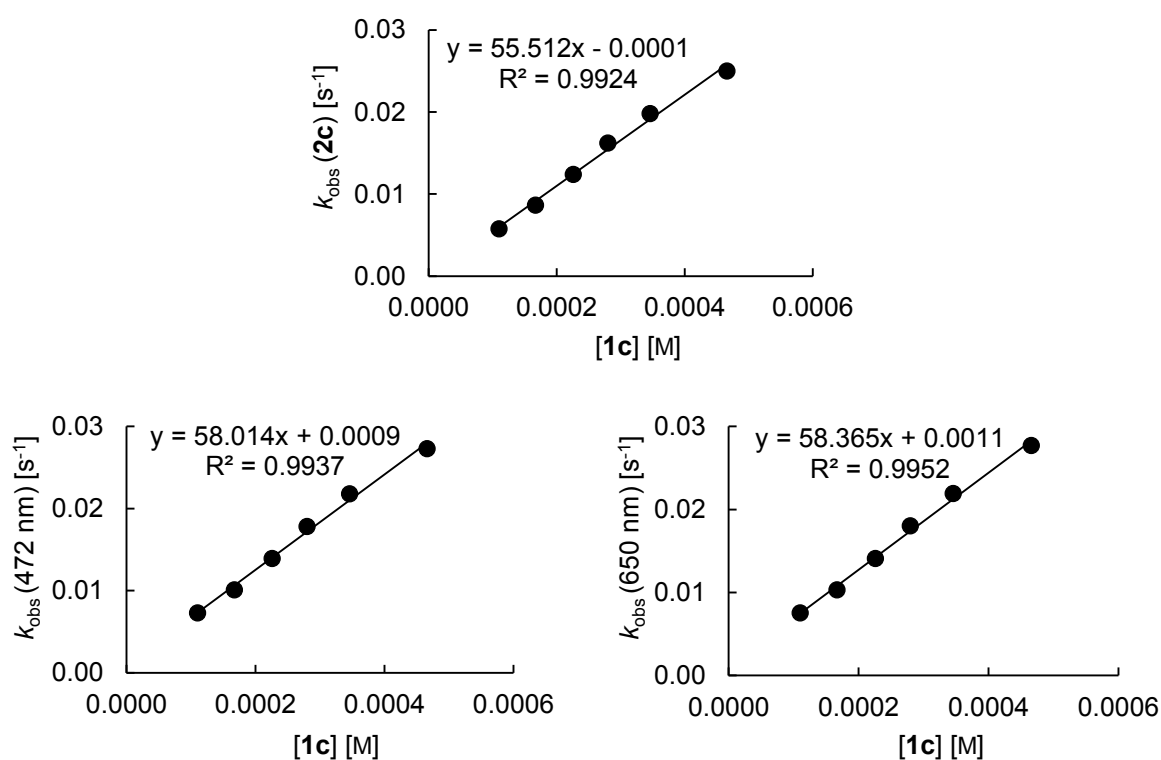 y = 55.512x - 0.0001
R² = 0.9924
k_obs (2c) [s⁻¹]
0.03
0.02
0.01
0.00
0.0000 0.0002 0.0004 0.0006
[1c] [M]
y = 58.014x + 0.0009
R² = 0.9937
k_obs (472 nm) [s⁻¹]
0.03
0.02
0.01
0.00
0.0000 0.0002 0.0004 0.0006
[1c] [M]
y = 58.365x + 0.0011
R² = 0.9952
k_obs (650 nm) [s⁻¹]
0.03
0.02
0.01
0.00
0.0000 0.0002 0.0004 0.0006
[1c] [M]